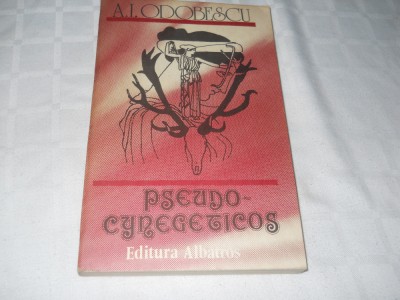 A.I. ODOBESCU
PSEUDO-
CYNEGETICOS
Editura Albatros